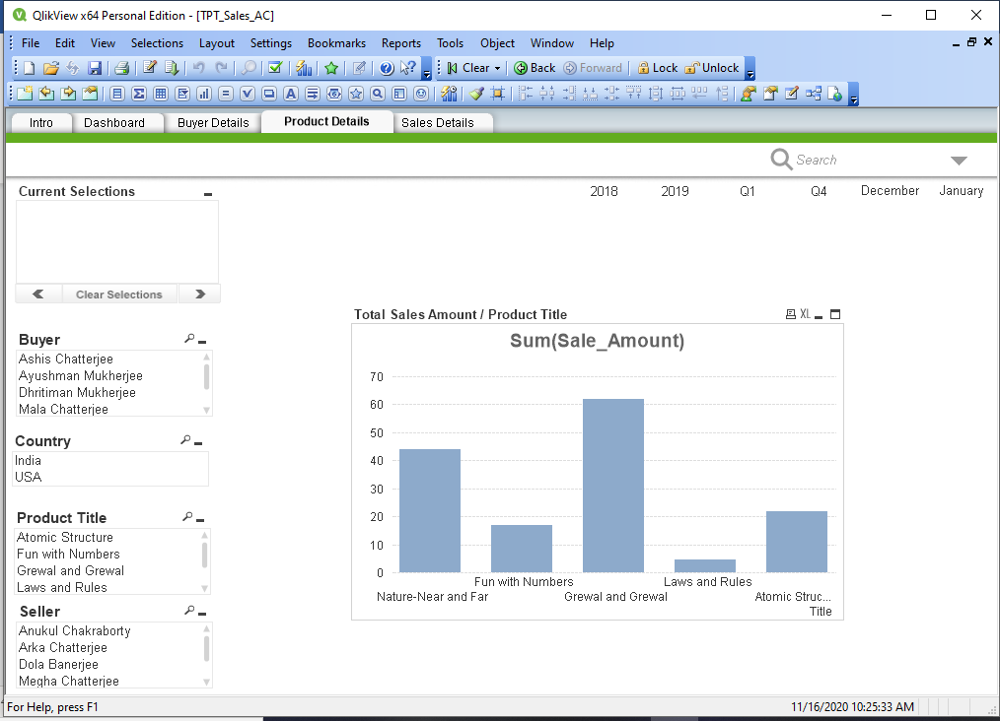 QlikView x64 Personal Edition - [TPT_Sales_AC]
File Edit View Selections Layout Settings Bookmarks Reports Tools Object Window Help
Clear Back Forward Lock Unlock
Intro Dashboard Buyer Details Product Details Sales Details
Search
Current Selections
2018 2019 Q1 Q4 December January
Clear Selections
Total Sales Amount / Product Title XL
Sum(Sale_Amount)
Buyer
Ashis Chatterjee
Ayushman Mukherjee
Dhritiman Mukherjee
Mala Chatterjee
Country
India
USA
Product Title
Atomic Structure
Fun with Numbers
Grewal and Grewal
Laws and Rules
Seller
Anukul Chakraborty
Arka Chatterjee
Dola Banerjee
Megha Chatterjee
70
60
50
40
30
20
10
0
Fun with Numbers Laws and Rules
Nature-Near and Far Grewal and Grewal Atomic Struc...
Title
For Help, press F1 11/16/2020 10:25:33 AM